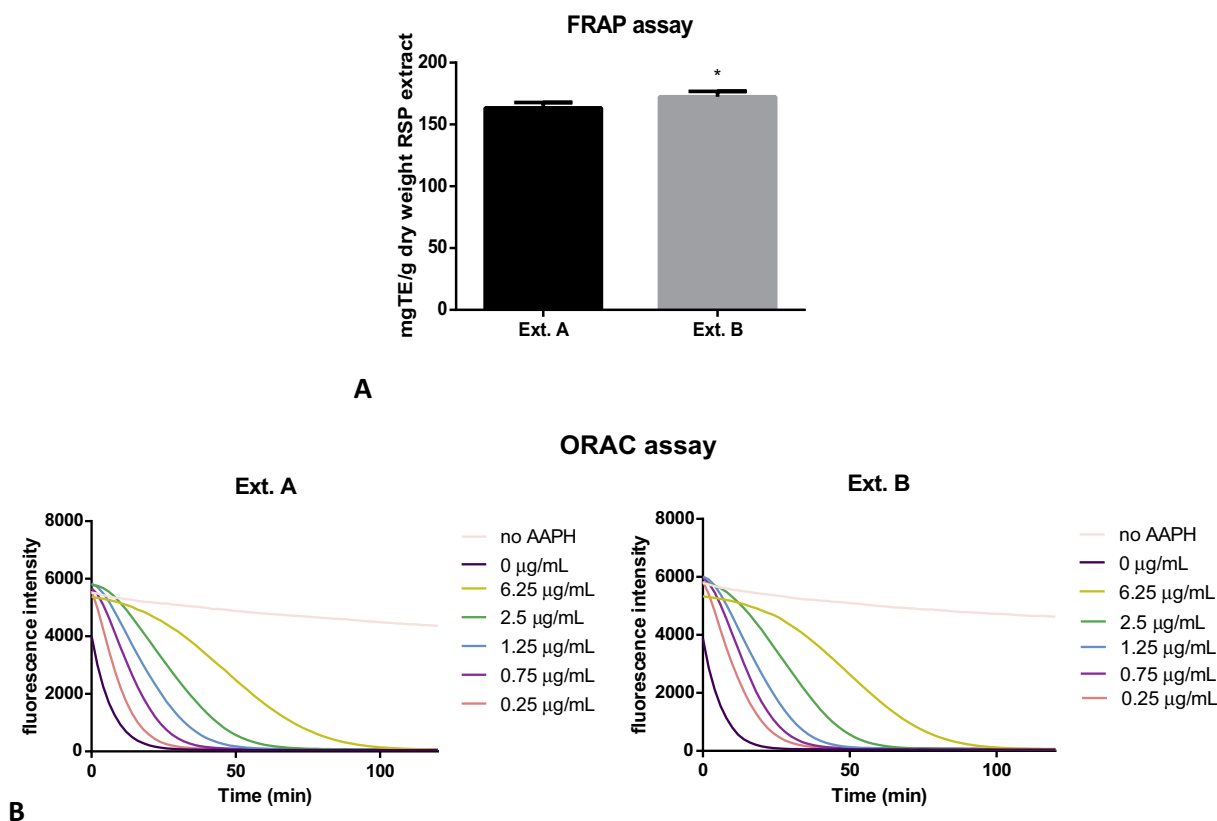 FRAP assay
mgTE/g dry weight RSP extract
200
150
100
50
0
*
Ext. A
Ext. B
A
ORAC assay
Ext. A
fluorescence intensity
8000
6000
4000
2000
0
0
50
100
Time (min)
no AAPH
0 μg/mL
6.25 μg/mL
2.5 μg/mL
1.25 μg/mL
0.75 μg/mL
0.25 μg/mL
Ext. B
fluorescence intensity
8000
6000
4000
2000
0
0
50
100
Time (min)
no AAPH
0 μg/mL
6.25 μg/mL
2.5 μg/mL
1.25 μg/mL
0.75 μg/mL
0.25 μg/mL
B